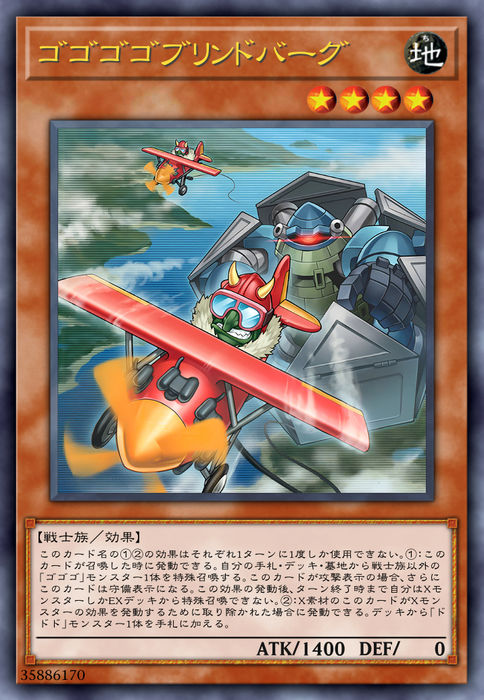 ゴゴゴゴブリンドバーグ
ち
地
【戦士族/効果】
このカード名の①②の効果はそれぞれ1ターンに1度しか使用できない。①:この
カードが召喚した時に発動できる。自分の手札・デッキ・墓地から戦士族以外の
「ゴゴゴ」モンスター1体を特殊召喚する。このカードが攻撃表示の場合、さらに
このカードは守備表示になる。この効果の発動後、ターン終了時まで自分はXモ
ンスターしかEXデッキから特殊召喚できない。②:X素材のこのカードがXモン
スターの効果を発動するために取り除かれた場合に発動できる。デッキから「ド
ドド」モンスター1体を手札に加える。
ATK/1400 DEF/ 0
35886170